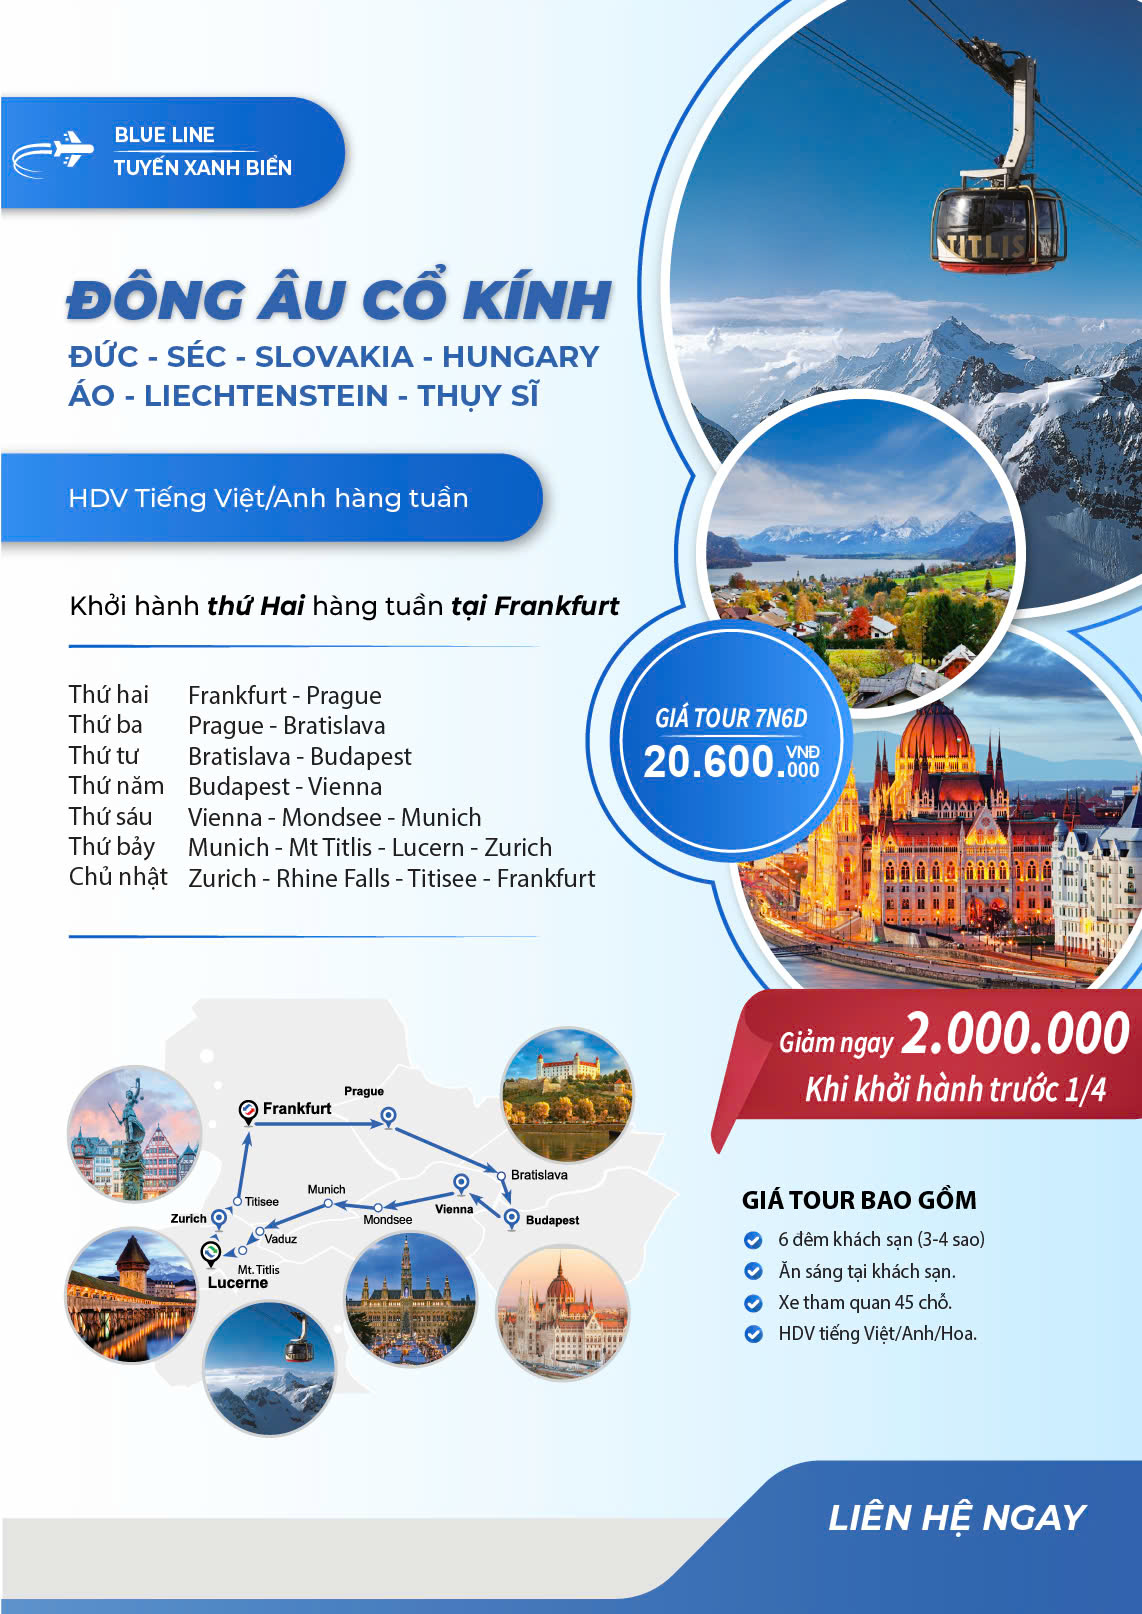 BLUE LINE
TUYẾN XANH BIỂN
TITLIS
ĐÔNG ÂU CỔ KÍNH
ĐỨC - SÉC - SLOVAKIA - HUNGARY
ÁO - LIECHTENSTEIN - THỤY SĨ
HDV Tiếng Việt/Anh hàng tuần
Khởi hành thứ Hai hàng tuần tại Frankfurt
Thứ hai Frankfurt - Prague
Thứ ba Prague - Bratislava
Thứ tư Bratislava - Budapest
Thứ năm Budapest - Vienna
Thứ sáu Vienna - Mondsee - Munich
Thứ bảy Munich - Mt Titlis - Lucern - Zurich
Chủ nhật Zurich - Rhine Falls - Titisee - Frankfurt
GIÁ TOUR 7N6D
20.600.000 VNĐ
Giảm ngay 2.000.000
Khi khởi hành trước 1/4
Prague
Frankfurt
Bratislava
Titisee
Munich
Vienna
Zurich
Mondsee
Budapest
Vaduz
Mt. Titlis
Lucerne
GIÁ TOUR BAO GỒM
6 đêm khách sạn (3-4 sao)
Ăn sáng tại khách sạn.
Xe tham quan 45 chỗ.
HDV tiếng Việt/Anh/Hoa.
LIÊN HỆ NGAY